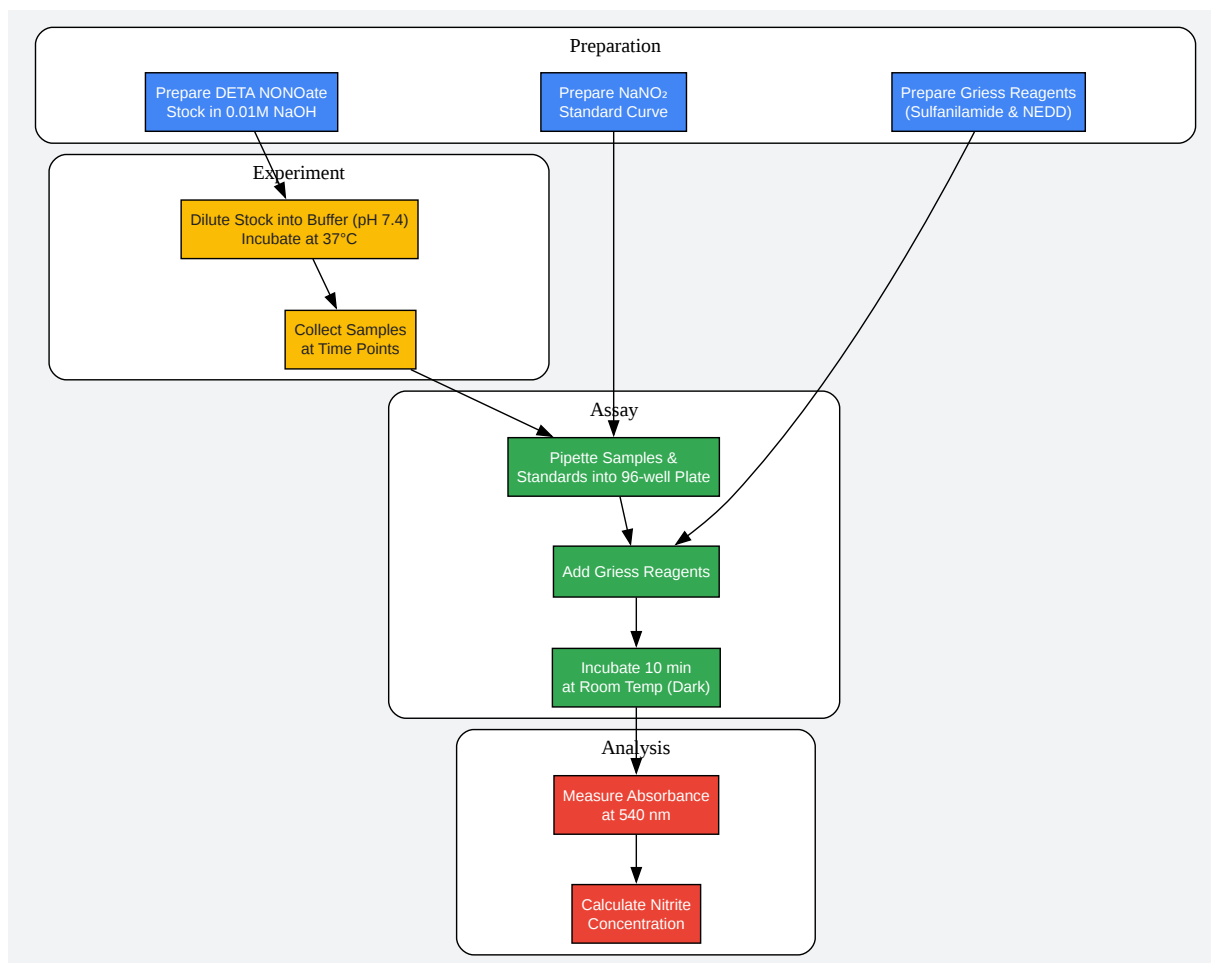 Preparation
Prepare DETA NONOate
Stock in 0.01M NaOH
Prepare NaNO₂
Standard Curve
Prepare Griess Reagents
(Sulfanilamide & NEDD)
Experiment
Dilute Stock into Buffer (pH 7.4)
Incubate at 37°C
Collect Samples
at Time Points
Assay
Pipette Samples &
Standards into 96-well Plate
Add Griess Reagents
Incubate 10 min
at Room Temp (Dark)
Analysis
Measure Absorbance
at 540 nm
Calculate Nitrite
Concentration